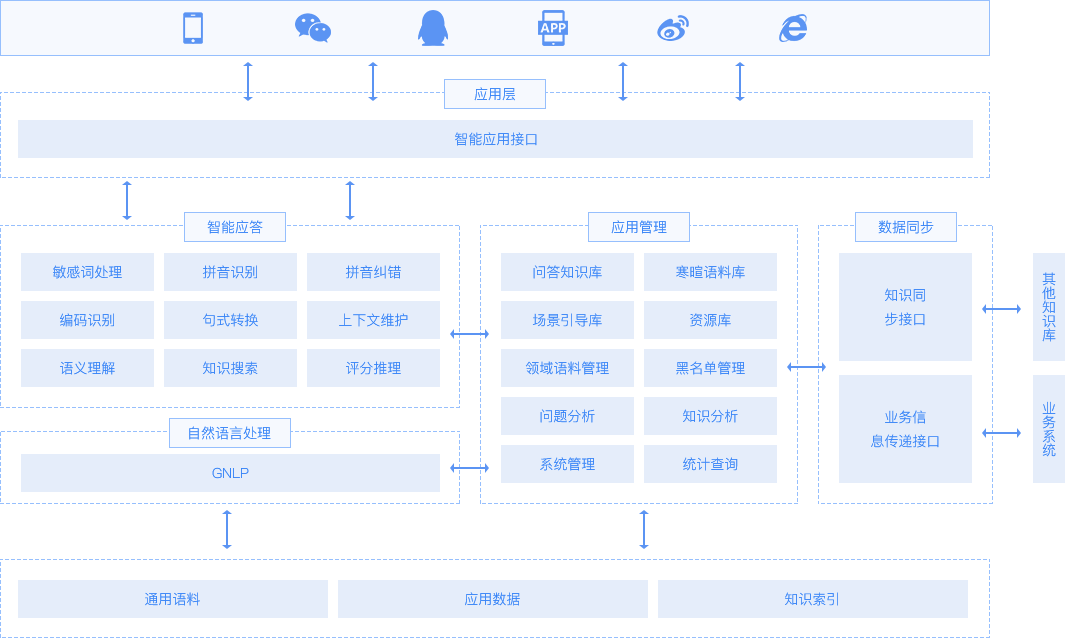 APP
应用层
智能应用接口
智能应答
敏感词处理
拼音识别
拼音纠错
编码识别
句式转换
上下文维护
语义理解
知识搜索
评分推理
自然语言处理
GNLP
应用管理
问答知识库
寒暄语料库
场景引导库
资源库
领域语料管理
黑名单管理
问题分析
知识分析
系统管理
统计查询
数据同步
知识同
步接口
业务信
息传递接口
其他知识库
业务系统
通用语料
应用数据
知识索引